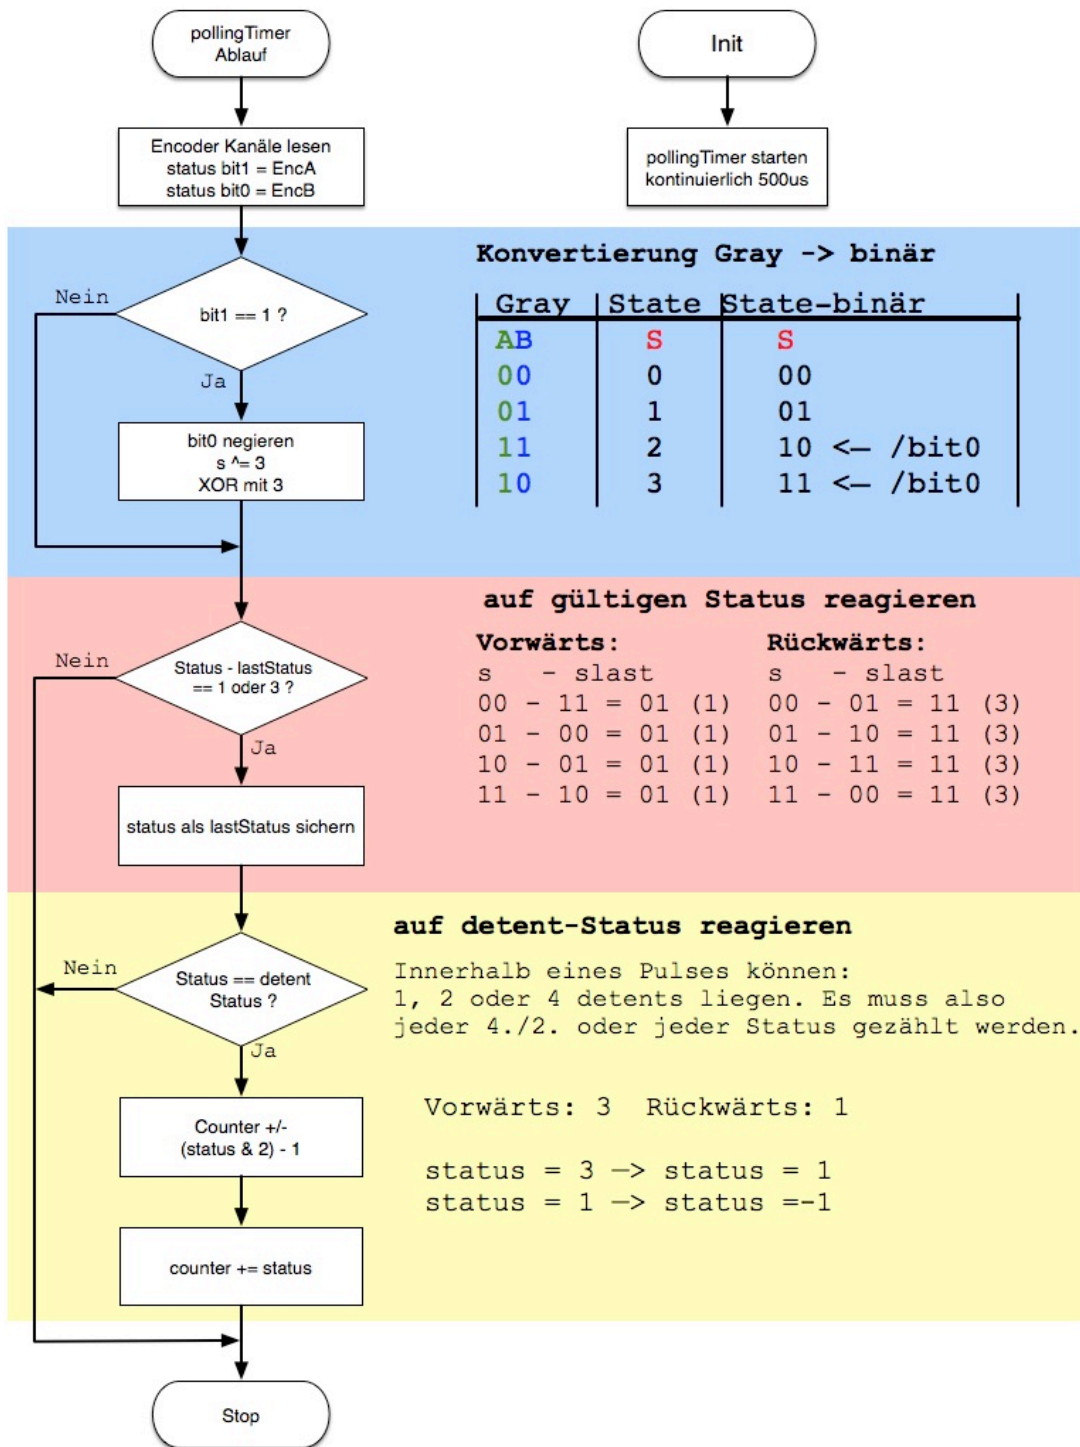 pollingTimer
Ablauf
Init
Encoder Kanäle lesen
status bit1 = EncA
status bit0 = EncB
pollingTimer starten
kontinuierlich 500us
Konvertierung Gray -> binär
Gray State State-binär
AB S S
00 0 00
01 1 01
11 2 10 <— /bit0
10 3 11 <— /bit0
Nein
bit1 == 1 ?
Ja
bit0 negieren
s ^= 3
XOR mit 3
auf gültigen Status reagieren
Vorwärts: Rückwärts:
s - slast s - slast
00 - 11 = 01 (1) 00 - 01 = 11 (3)
01 - 00 = 01 (1) 01 - 10 = 11 (3)
10 - 01 = 01 (1) 10 - 11 = 11 (3)
11 - 10 = 01 (1) 11 - 00 = 11 (3)
Nein
Status - lastStatus
== 1 oder 3 ?
Ja
status als lastStatus sichern
auf detent-Status reagieren
Innerhalb eines Pulses können:
1, 2 oder 4 detents liegen. Es muss also
jeder 4./2. oder jeder Status gezählt werden.
Nein
Status == detent
Status ?
Ja
Vorwärts: 3 Rückwärts: 1
status = 3 —> status = 1
status = 1 —> status =-1
Counter +/-
(status & 2) - 1
counter += status
Stop